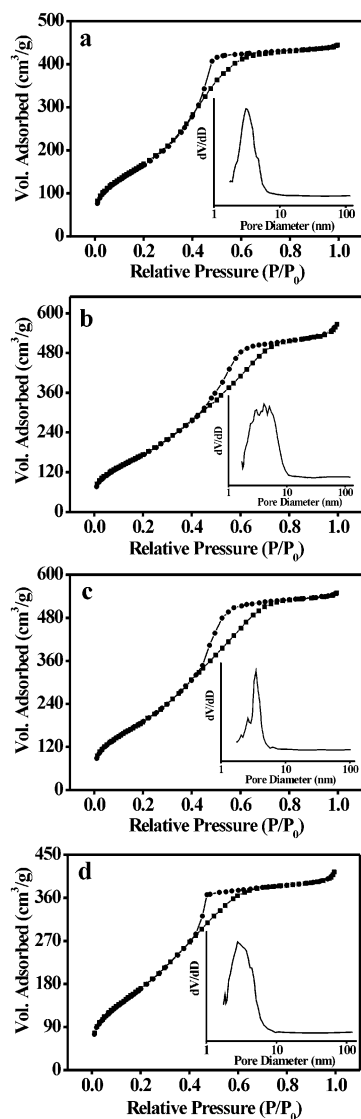 a
Vol. Adsorbed (cm³/g)
500
400
300
200
100
0
dV/dD
1 10 100
Pore Diameter (nm)
0.0 0.2 0.4 0.6 0.8 1.0
Relative Pressure (P/P₀)
b
Vol. Adsorbed (cm³/g)
600
480
360
240
120
0
dV/dD
1 10 100
Pore Diameter (nm)
0.0 0.2 0.4 0.6 0.8 1.0
Relative Pressure (P/P₀)
c
Vol. Adsorbed (cm³/g)
600
480
360
240
120
0
dV/dD
1 10 100
Pore Diameter (nm)
0.0 0.2 0.4 0.6 0.8 1.0
Relative Pressure (P/P₀)
d
Vol. Adsorbed (cm³/g)
450
360
270
180
90
0
dV/dD
1 10 100
Pore Diameter (nm)
0.0 0.2 0.4 0.6 0.8 1.0
Relative Pressure (P/P₀)